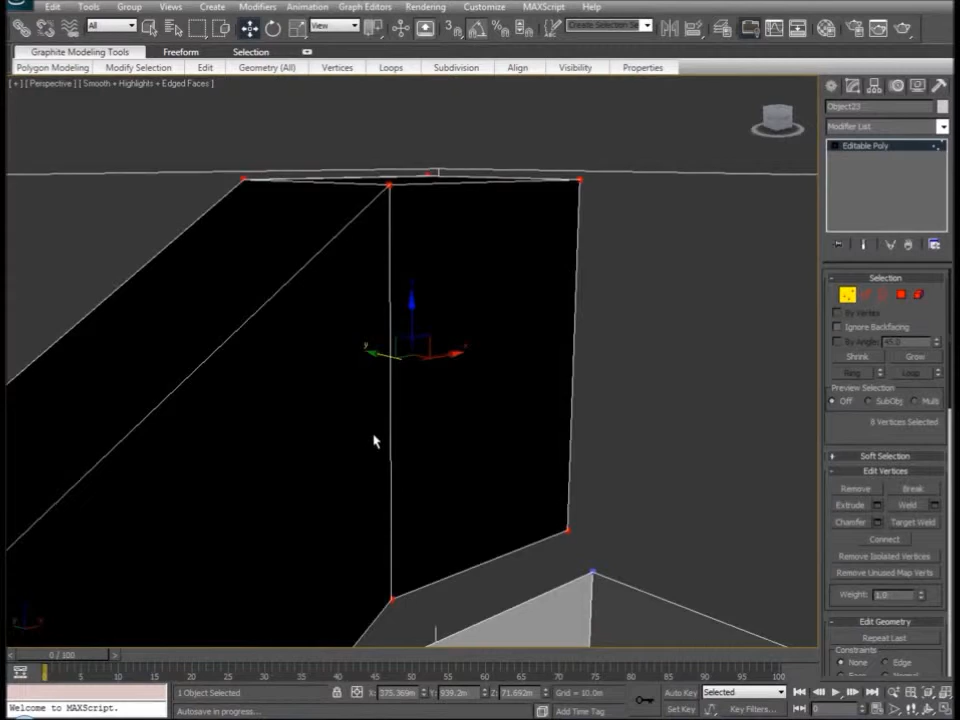 Edit Tools Group Views Create Modifiers Animation Graph Editors Rendering Customize MAXScript Help
All View 3 Create Selection Se
Graphite Modeling Tools Freeform Selection
Polygon Modeling Modify Selection Edit Geometry (All) Vertices Loops Subdivision Align Visibility Properties
[ + ] [ Perspective ] [ Smooth + Highlights + Edged Faces ]
Object23
Modifier List
Editable Poly
Selection
By Vertex
Ignore Backfacing
By Angle: 45.0
Shrink Grow
Ring Loop
Preview Selection
Off SubObj Multi
8 Vertices Selected
Soft Selection
Edit Vertices
Remove Break
Extrude Weld
Chamfer Target Weld
Connect
Remove Isolated Vertices
Remove Unused Map Verts
Weight: 1.0
Edit Geometry
Repeat Last
Constraints
None Edge
z
y x
< 0 / 100 >
0 5 10 15 20 25 30 35 40 45 50 55 60 65 70 75 80 85 90 95 100
1 Object Selected X: 375.369m Y: 939.2m Z: 71.692m Grid = 10.0m Auto Key Selected
Welcome to MAXScript. Autosave in progress... Add Time Tag Set Key Key Filters... 0